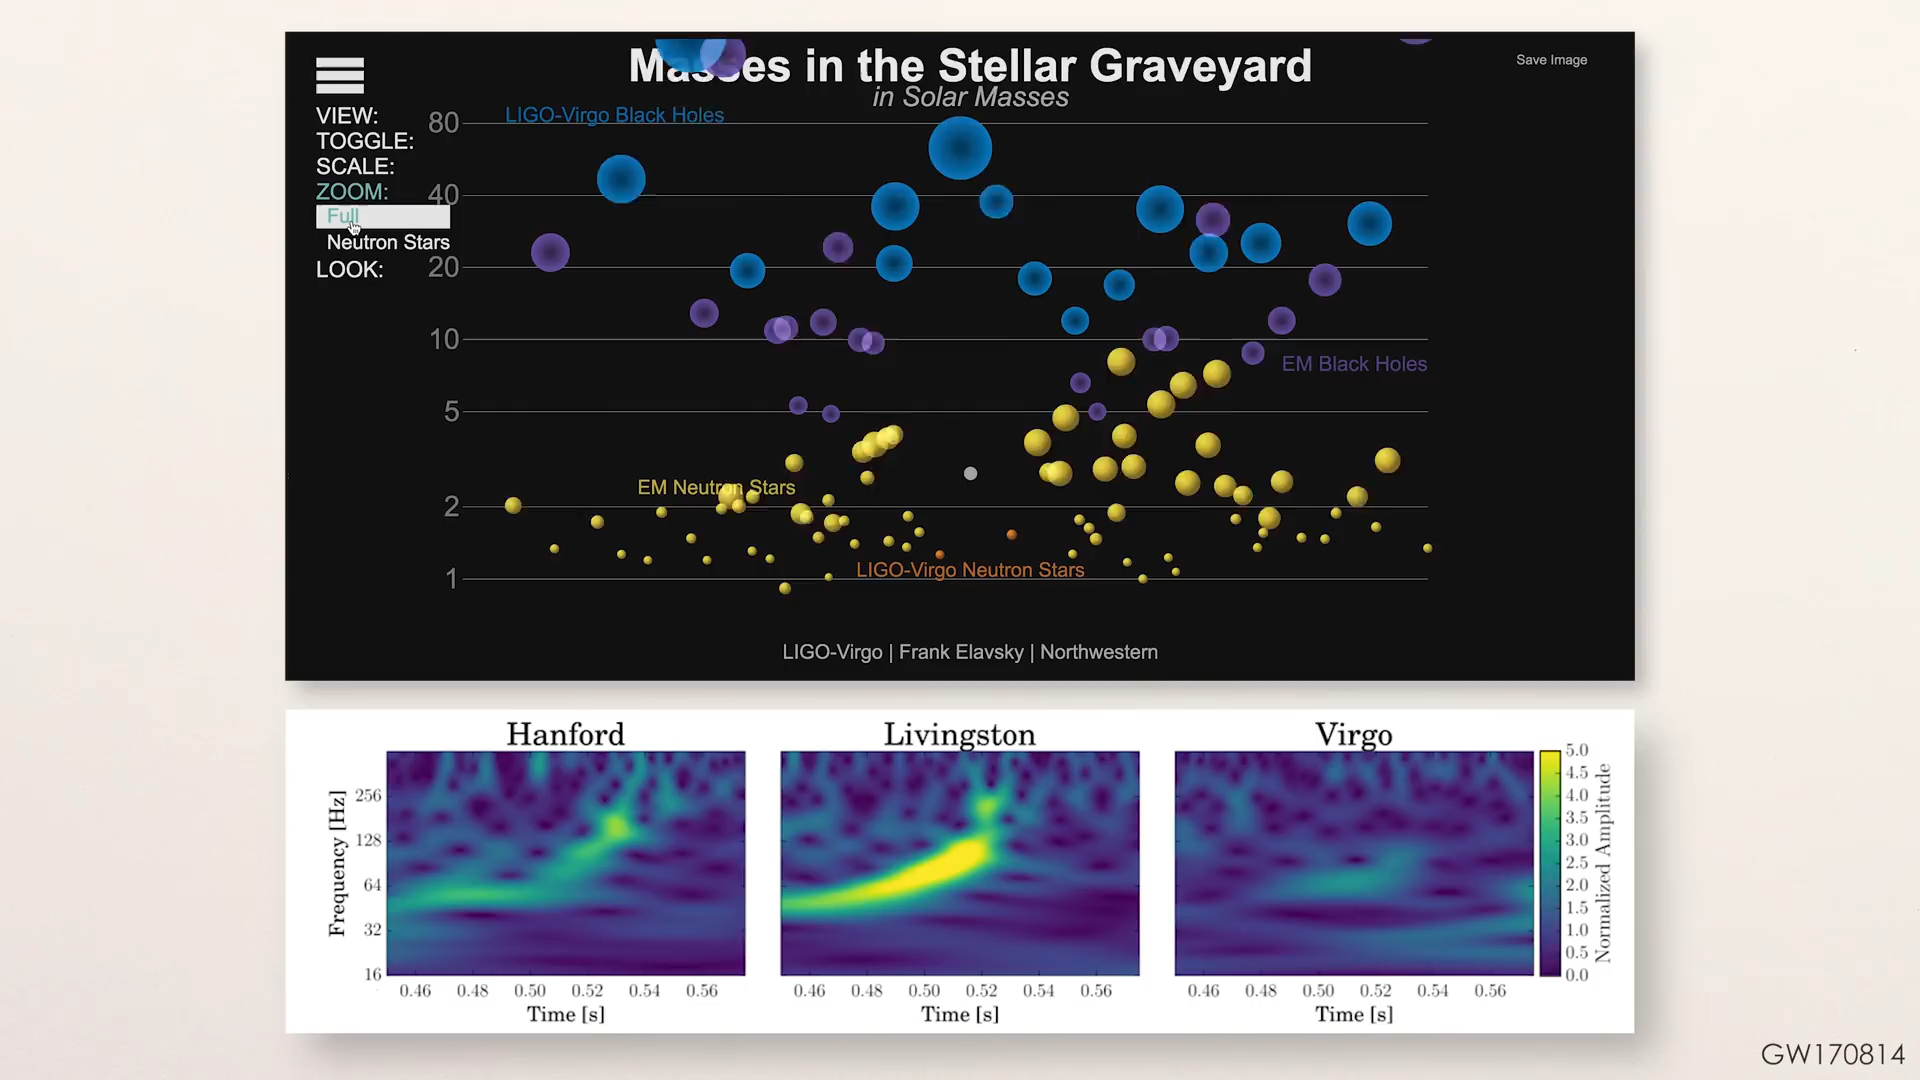 Masses in the Stellar Graveyard
in Solar Masses
Save Image
VIEW:
TOGGLE:
SCALE:
ZOOM:
Full
Neutron Stars
LOOK:
80
40
20
10
5
2
1
LIGO-Virgo Black Holes
EM Black Holes
EM Neutron Stars
LIGO-Virgo Neutron Stars
LIGO-Virgo | Frank Elavsky | Northwestern
Hanford
Livingston
Virgo
Frequency [Hz]
256
128
64
32
16
0.46 0.48 0.50 0.52 0.54 0.56
0.46 0.48 0.50 0.52 0.54 0.56
0.46 0.48 0.50 0.52 0.54 0.56
Time [s]
Time [s]
Time [s]
5.0
4.5
4.0
3.5
3.0
2.5
2.0
1.5
1.0
0.5
0.0
Normalized Amplitude
GW170814